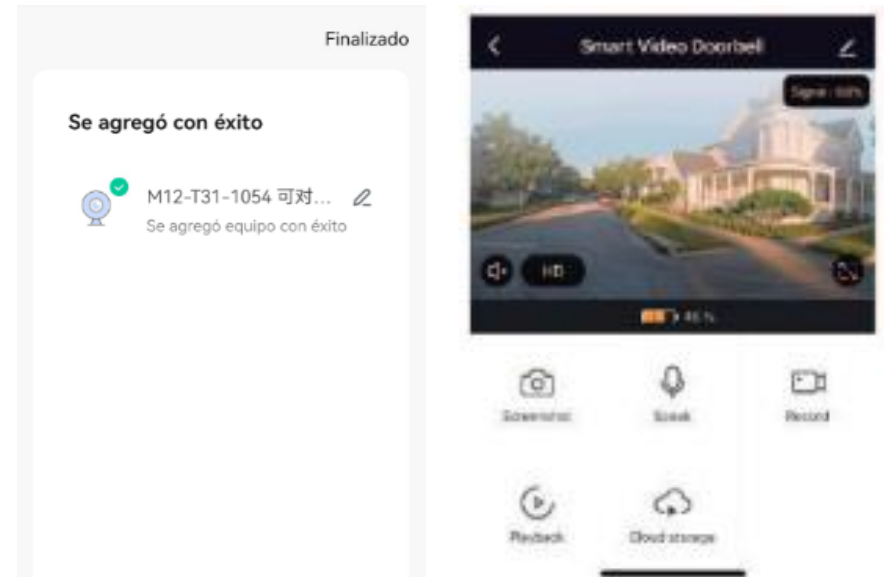 Finalizado
Se agregó con éxito
M12-T31-1054 可对...
Se agregó equipo con éxito
Smart Video Doorbell
HD
Screenshot
Speak
Record
Playback
Cloud storage